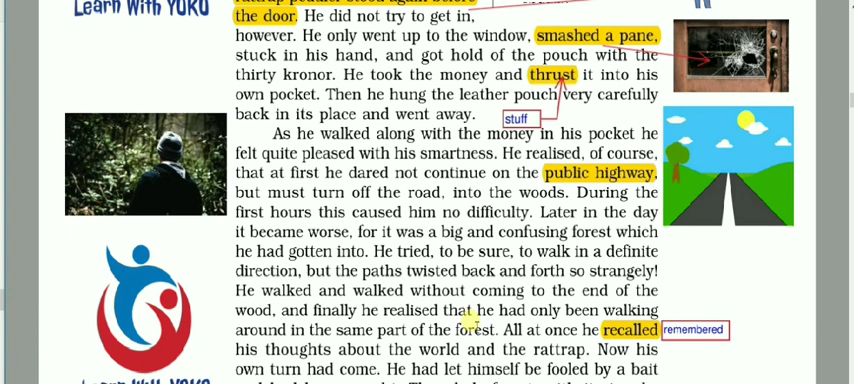 Learn With YUKU
rattrap peddler stood again before
the door. He did not try to get in,
however. He only went up to the window, smashed a pane,
stuck in his hand, and got hold of the pouch with the
thirty kronor. He took the money and thrust it into his
own pocket. Then he hung the leather pouch very carefully
back in its place and went away.
stuff
As he walked along with the money in his pocket he
felt quite pleased with his smartness. He realised, of course,
that at first he dared not continue on the public highway,
but must turn off the road, into the woods. During the
first hours this caused him no difficulty. Later in the day
it became worse, for it was a big and confusing forest which
he had gotten into. He tried, to be sure, to walk in a definite
direction, but the paths twisted back and forth so strangely!
He walked and walked without coming to the end of the
wood, and finally he realised that he had only been walking
around in the same part of the forest. All at once he recalled remembered
his thoughts about the world and the rattrap. Now his
own turn had come. He had let himself be fooled by a bait
Learn With YUKU